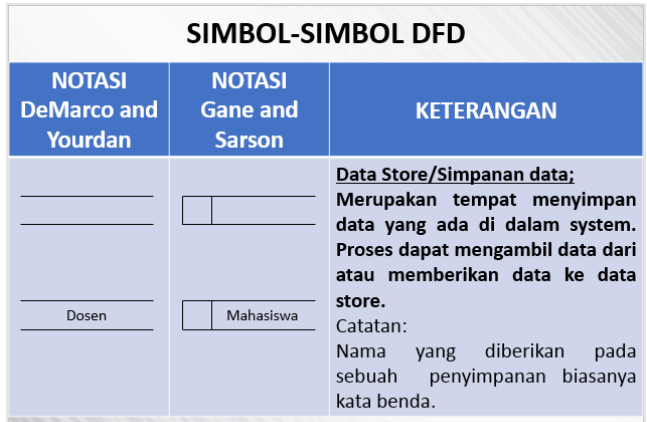 SIMBOL-SIMBOL DFD
NOTASI
DeMarco and
Yourdan
NOTASI
Gane and
Sarson
KETERANGAN
Dosen
Mahasiswa
Data Store/Simpanan data;
Merupakan tempat menyimpan
data yang ada di dalam system.
Proses dapat mengambil data dari
atau memberikan data ke data
store.
Catatan:
Nama yang diberikan pada
sebuah penyimpanan biasanya
kata benda.